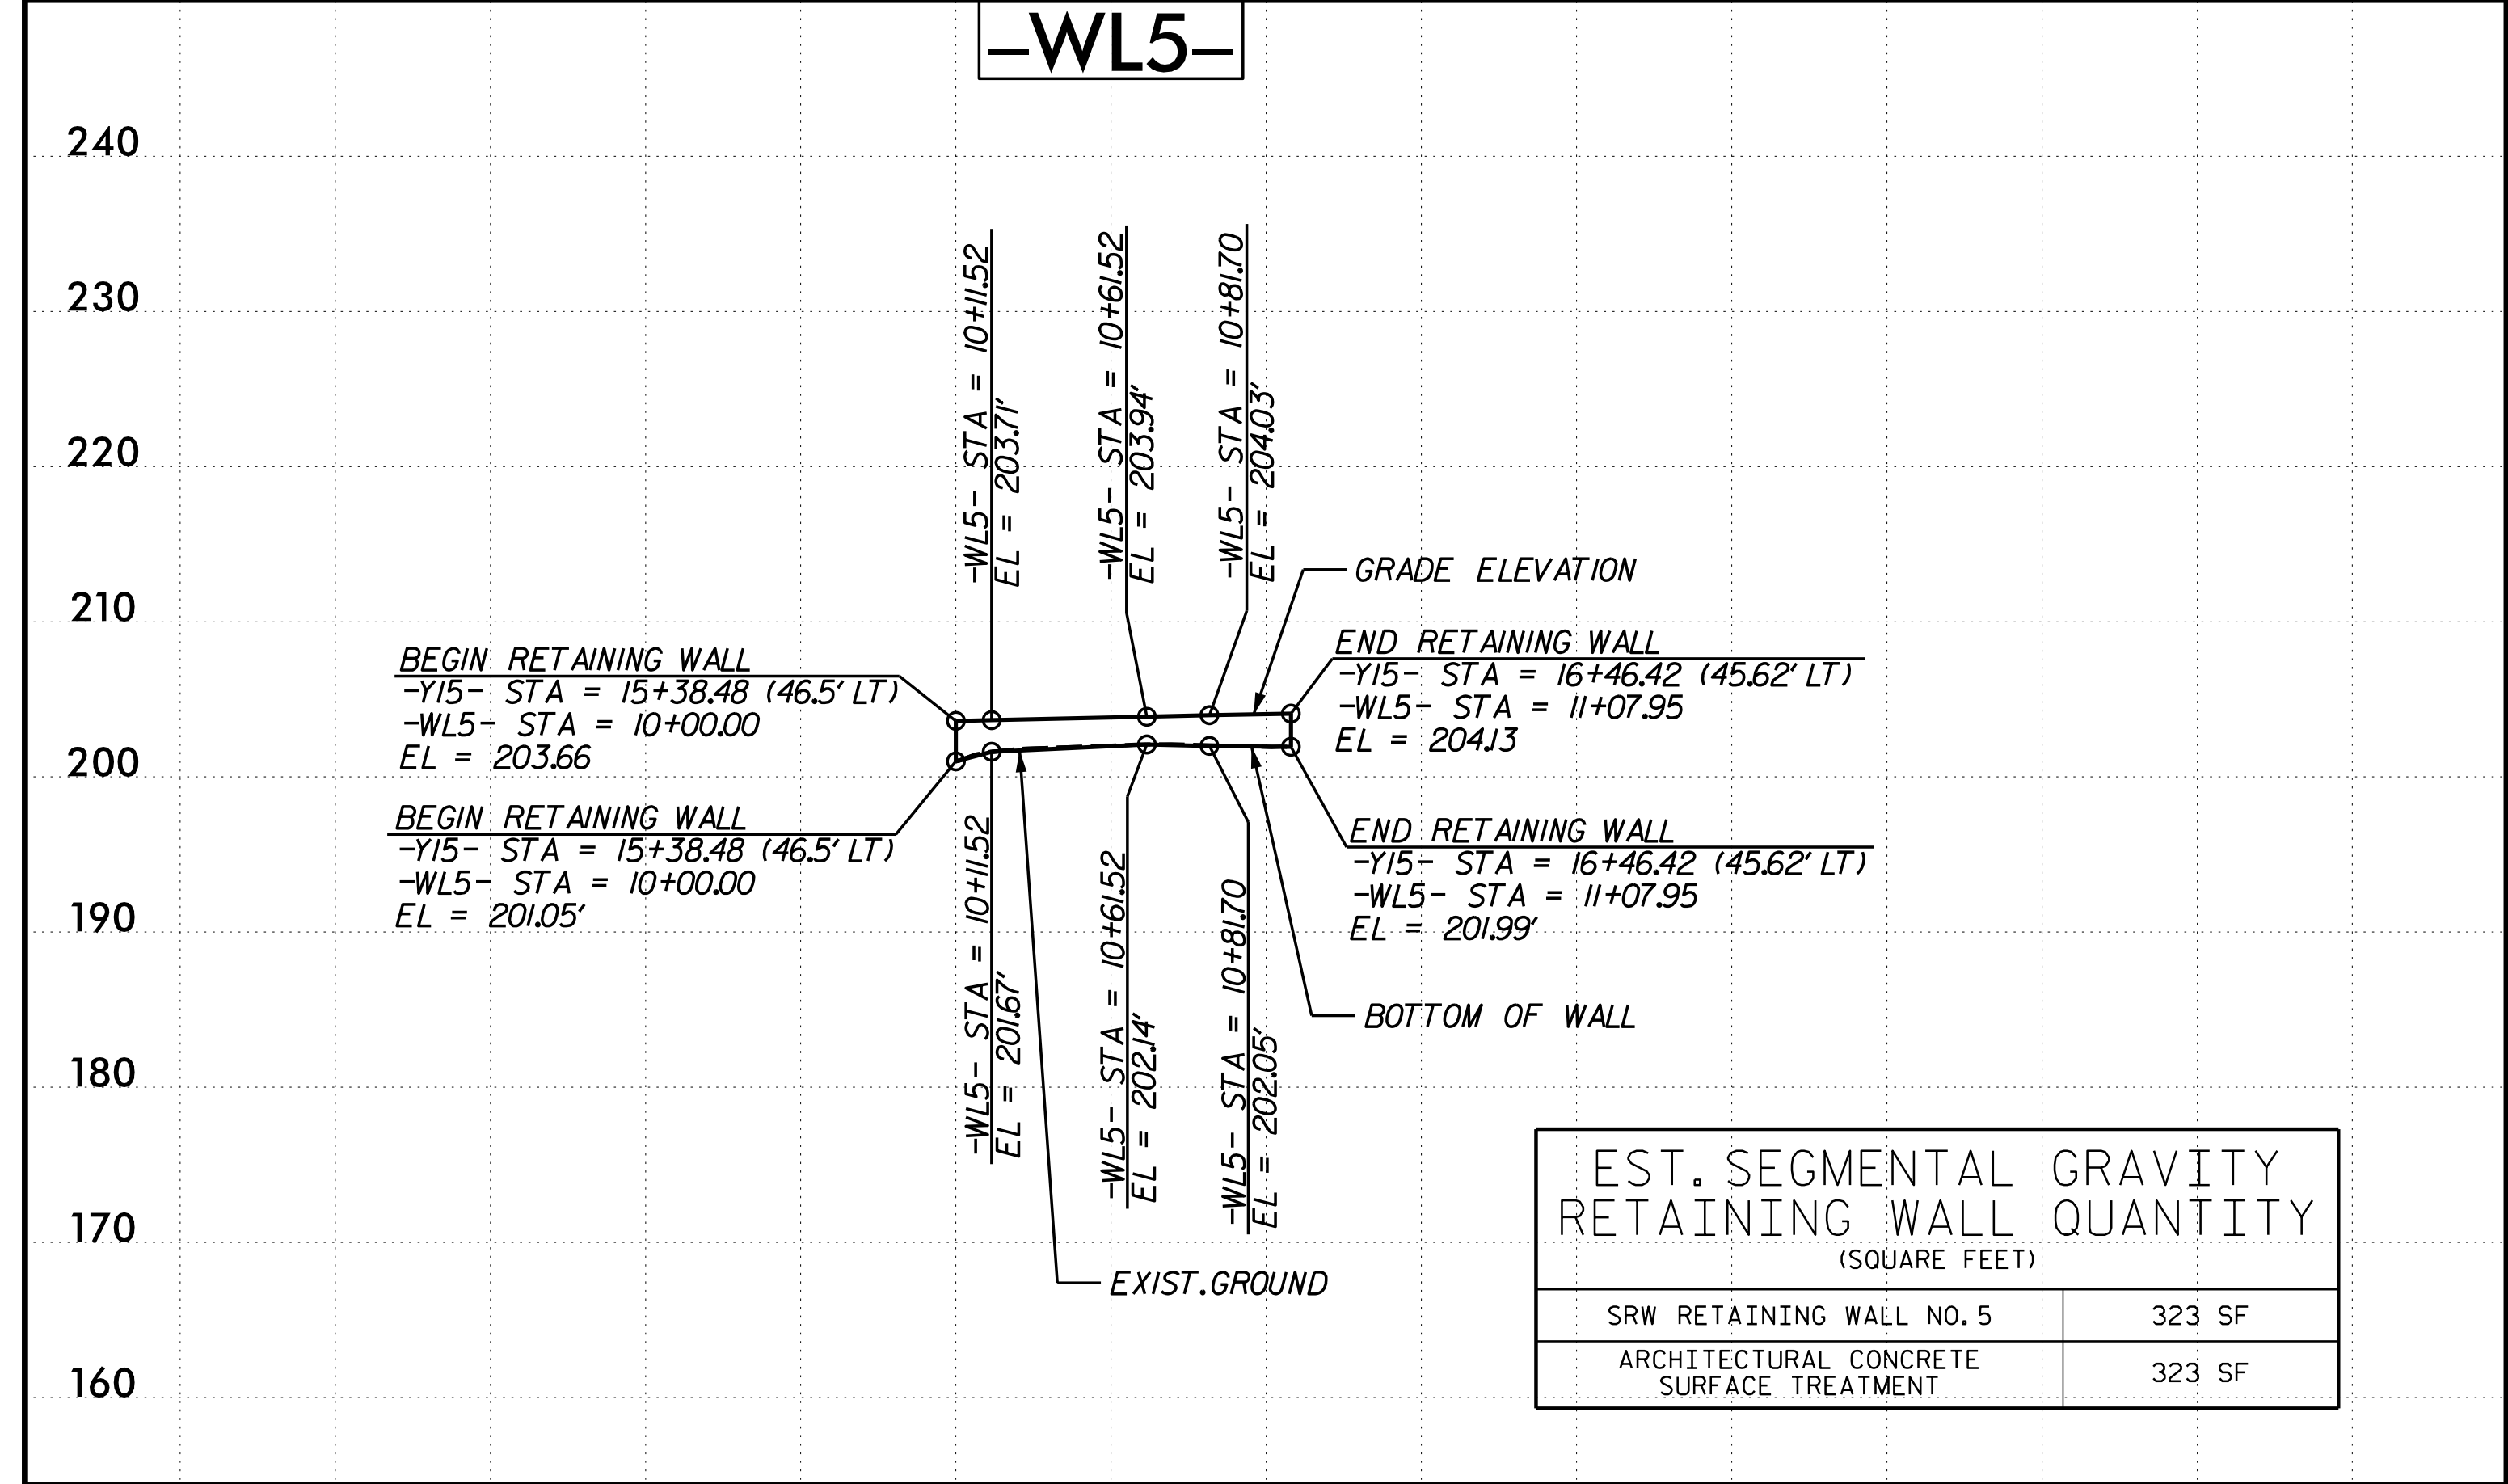 -WL5-
240
230
220
210
200
190
180
170
160
-WL5- STA = 10+11.52
EL = 203.71'
-WL5- STA = 10+61.52
EL = 203.94'
-WL5- STA = 10+81.70
EL = 204.03'
GRADE ELEVATION
BEGIN RETAINING WALL
-Y15- STA = 15+38.48 (46.5' LT)
-WL5- STA = 10+00.00
EL = 203.66
END RETAINING WALL
-Y15- STA = 16+46.42 (45.62' LT)
-WL5- STA = 11+07.95
EL = 204.13
BEGIN RETAINING WALL
-Y15- STA = 15+38.48 (46.5' LT)
-WL5- STA = 10+00.00
EL = 201.05'
END RETAINING WALL
-Y15- STA = 16+46.42 (45.62' LT)
-WL5- STA = 11+07.95
EL = 201.99'
-WL5- STA = 10+11.52
EL = 201.67'
-WL5- STA = 10+61.52
EL = 202.14'
-WL5- STA = 10+81.70
EL = 202.05'
BOTTOM OF WALL
EXIST. GROUND
EST. SEGMENTAL GRAVITY
RETAINING WALL QUANTITY
(SQUARE FEET)
SRW RETAINING WALL NO. 5 323 SF
ARCHITECTURAL CONCRETE
SURFACE TREATMENT 323 SF